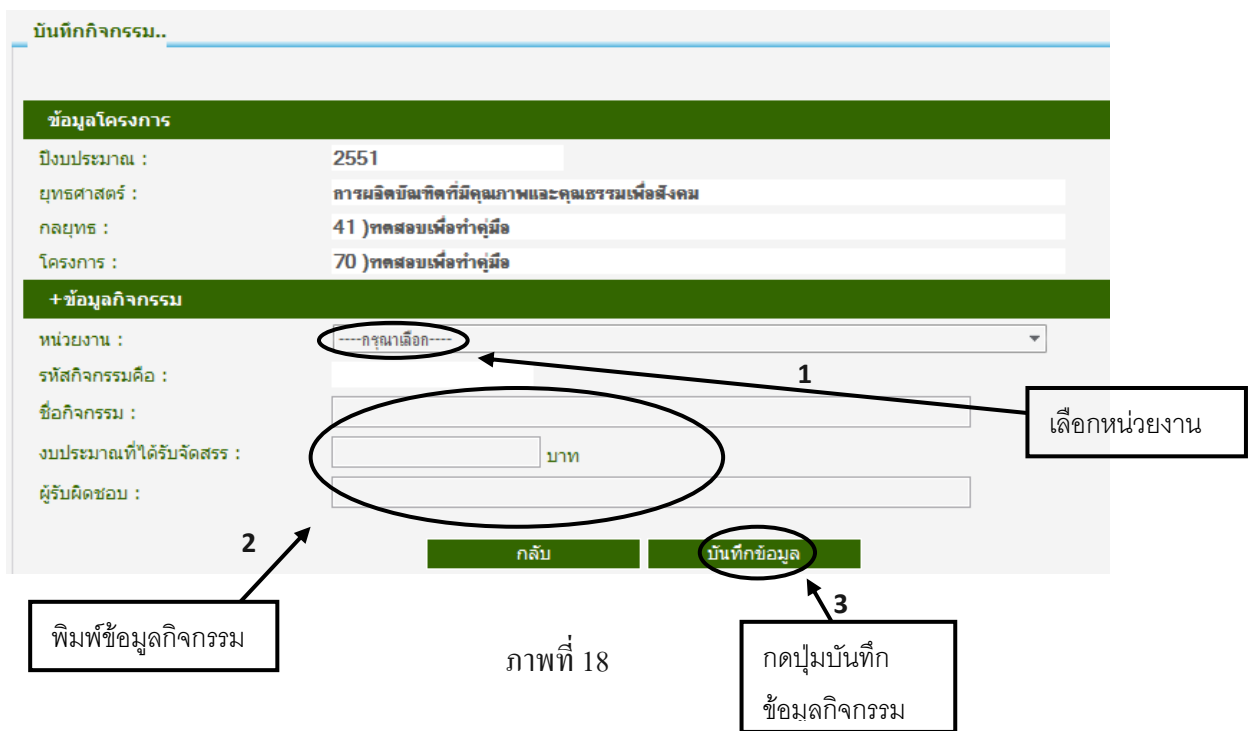 บันทึกกิจกรรม..
ข้อมูลโครงการ
ปีงบประมาณ : 2551
ยุทธศาสตร์ : การผลิตบัณฑิตที่มีคุณภาพและคุณธรรมเพื่อสังคม
กลยุทธ : 41 )ทดสอบเพื่อทำคู่มือ
โครงการ : 70 )ทดสอบเพื่อทำคู่มือ
+ข้อมูลกิจกรรม
หน่วยงาน : ----กรุณาเลือก----
รหัสกิจกรรมคือ :
1
ชื่อกิจกรรม :
เลือกหน่วยงาน
งบประมาณที่ได้รับจัดสรร : บาท
ผู้รับผิดชอบ :
2
กลับ บันทึกข้อมูล
3
พิมพ์ข้อมูลกิจกรรม
ภาพที่ 18
กดปุ่มบันทึก
ข้อมูลกิจกรรม